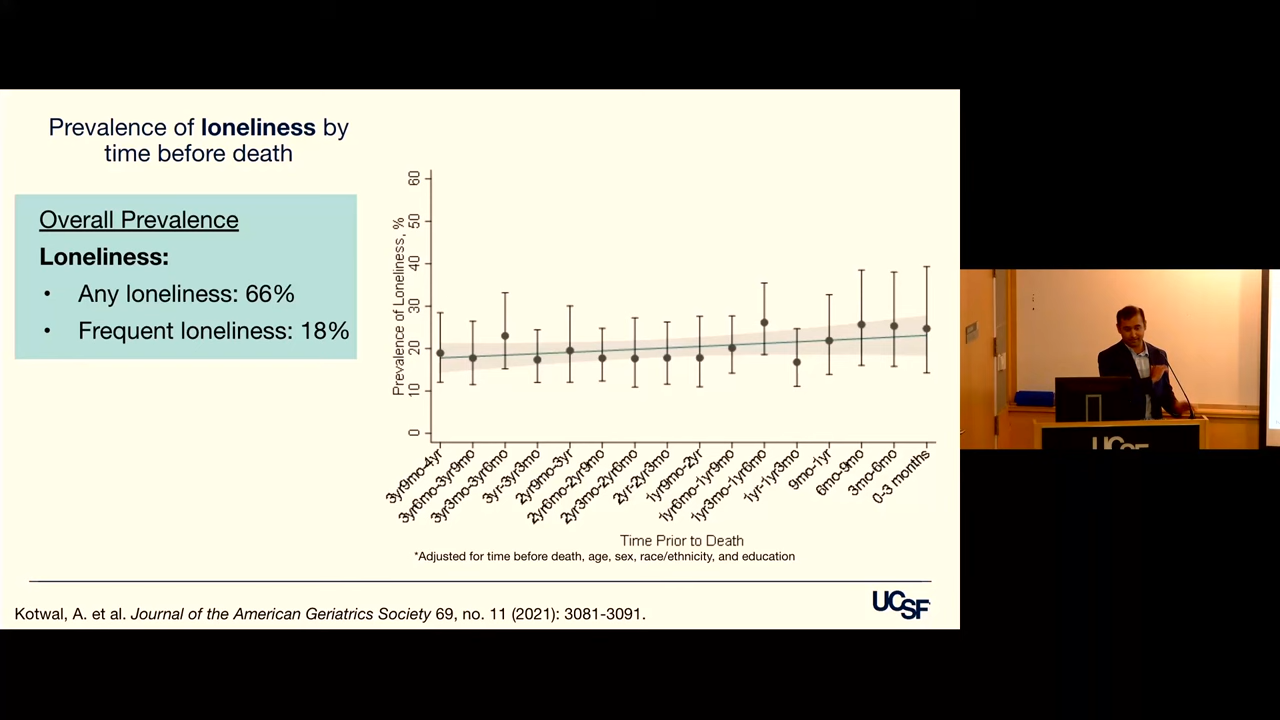 Prevalence of loneliness by
time before death
Overall Prevalence
Loneliness:
• Any loneliness: 66%
• Frequent loneliness: 18%
Prevalence of Loneliness, %
60
50
40
30
20
10
0
3yr9mo-4yr
3yr6mo-3yr9mo
3yr3mo-3yr6mo
3yr-3yr3mo
2yr9mo-3yr
2yr6mo-2yr9mo
2yr3mo-2yr6mo
2yr-2yr3mo
1yr9mo-2yr
1yr6mo-1yr9mo
1yr3mo-1yr6mo
1yr-1yr3mo
9mo-1yr
6mo-9mo
3mo-6mo
0-3 months
Time Prior to Death
*Adjusted for time before death, age, sex, race/ethnicity, and education
Kotwal, A. et al. Journal of the American Geriatrics Society 69, no. 11 (2021): 3081-3091.
UCSF
UCSF